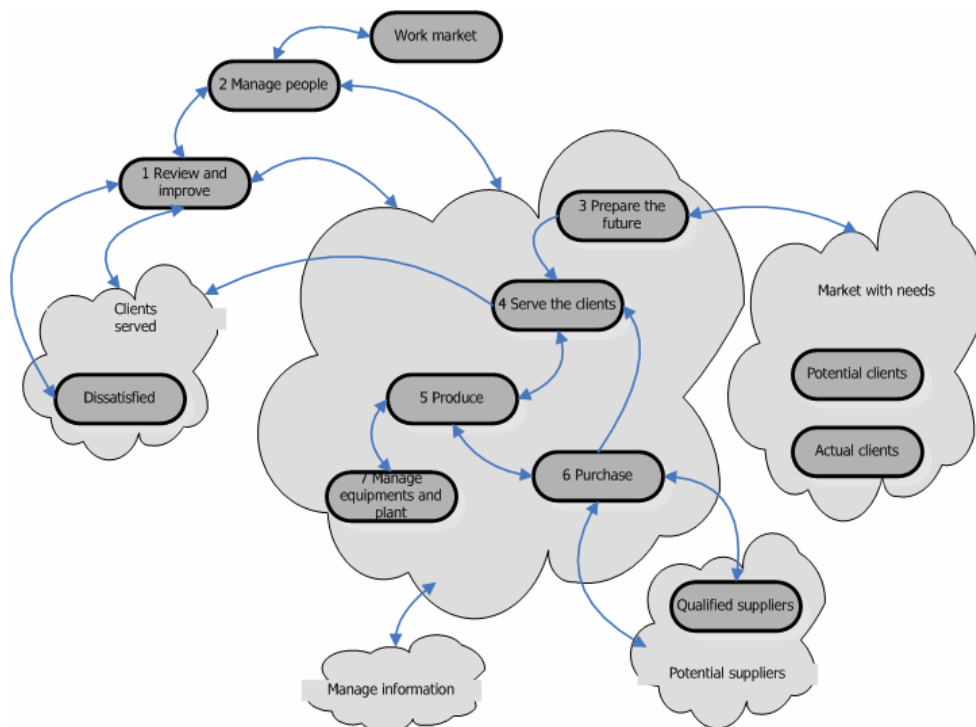 Work market
2 Manage people
1 Review and
improve
3 Prepare the
future
Clients
served
4 Serve the clients
Market with needs
Dissatisfied
5 Produce
Potential clients
Actual clients
6 Purchase
7 Manage
equipments and
plant
Qualified suppliers
Potential suppliers
Manage information